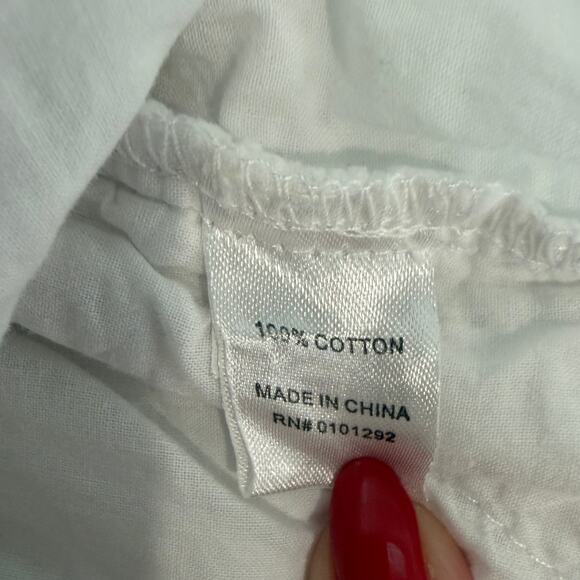 100% COTTON
MADE IN CHINA
RN# 0101292